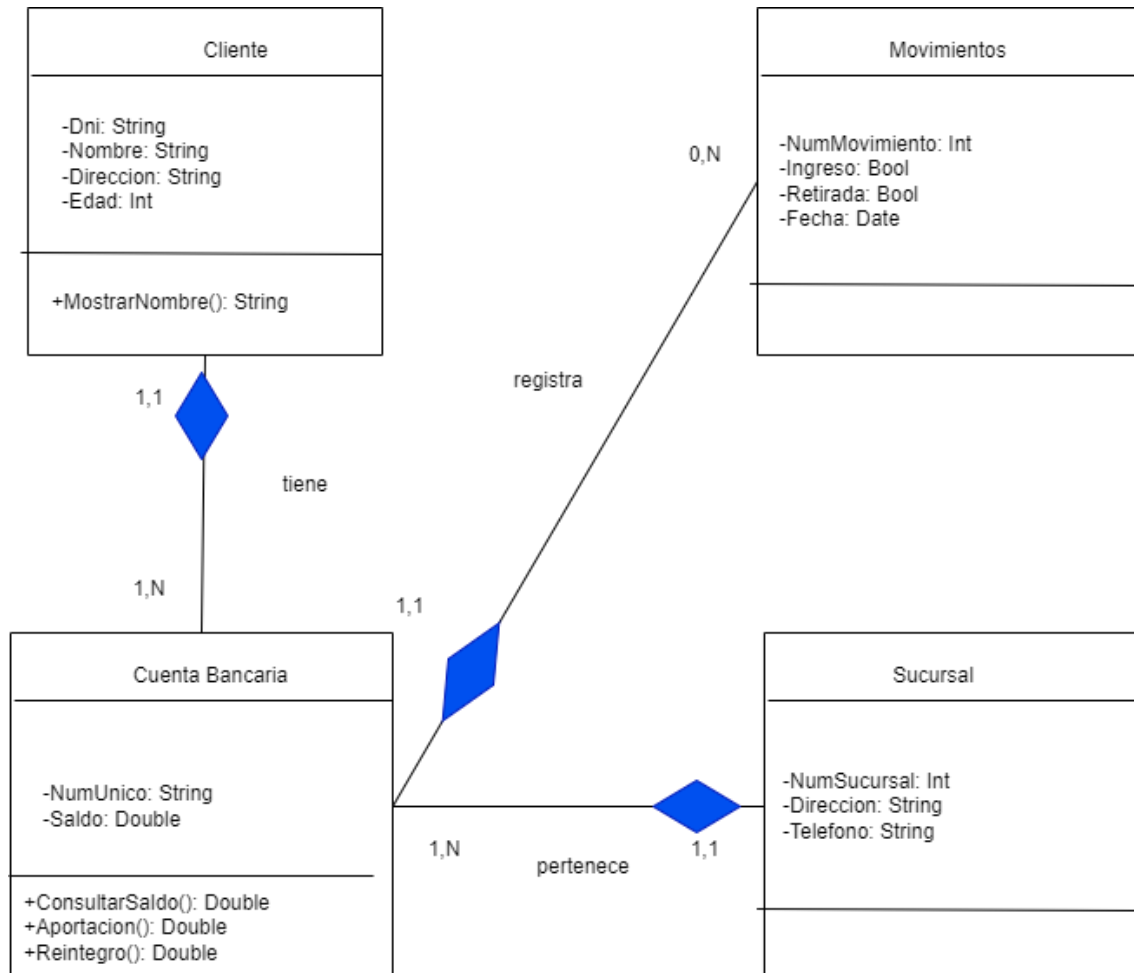 Cliente
-Dni: String
-Nombre: String
-Direccion: String
-Edad: Int
+MostrarNombre(): String
Movimientos
-NumMovimiento: Int
-Ingreso: Bool
-Retirada: Bool
-Fecha: Date
0,N
registra
1,1
tiene
1,N
1,1
Cuenta Bancaria
-NumUnico: String
-Saldo: Double
+ConsultarSaldo(): Double
+Aportacion(): Double
+Reintegro(): Double
1,N
pertenece
1,1
Sucursal
-NumSucursal: Int
-Direccion: String
-Telefono: String